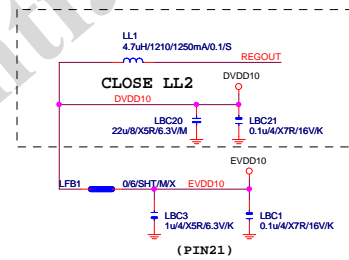 LL1
4.7uH/1210/1250mA/0.1/S
REGOUT
CLOSE LL2
DVDD10
DVDD10
LBC20
22u/8/X5R/6.3V/M
LBC21
0.1u/4/X7R/16V/K
EVDD10
LFB1
0/6/SHT/M/X
EVDD10
LBC3
1u/4/X5R/6.3V/K
LBC1
0.1u/4/X7R/16V/K
(PIN21)